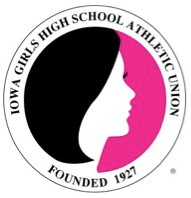 IOWA GIRLS HIGH SCHOOL ATHLETIC UNION
FOUNDED 1927
®